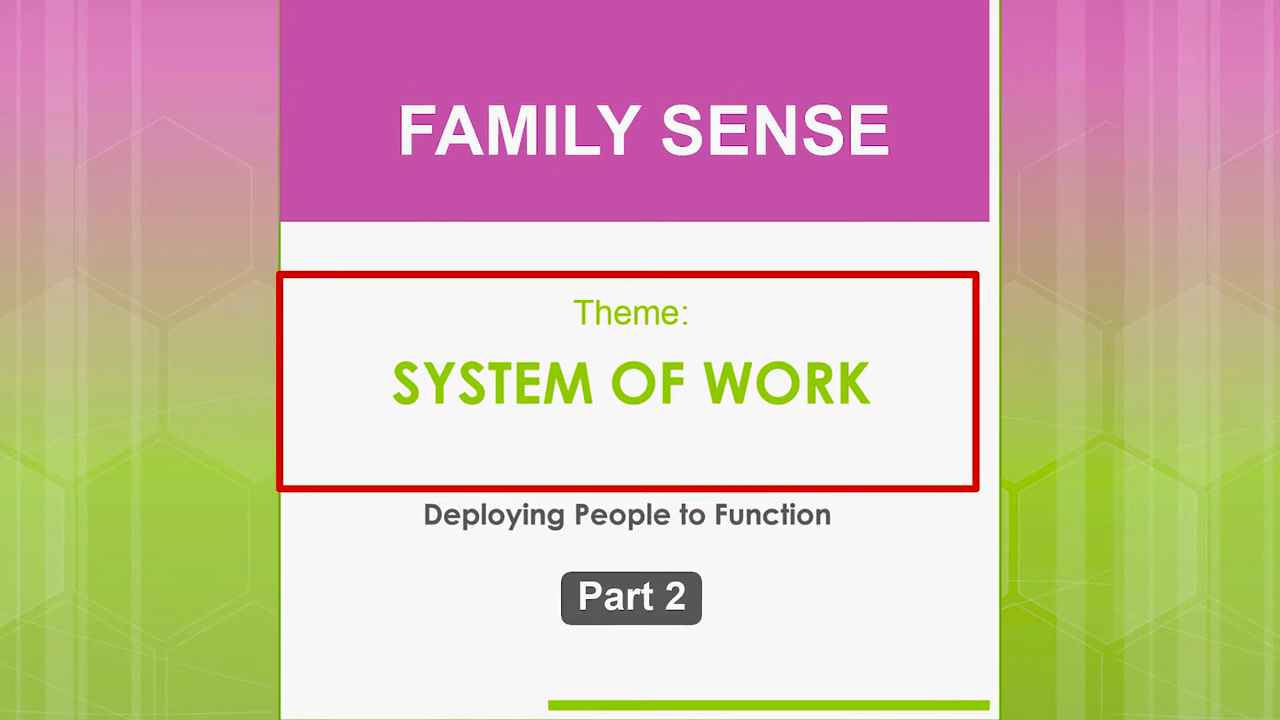 FAMILY SENSE
Theme:
SYSTEM OF WORK
Deploying People to Function
Part 2